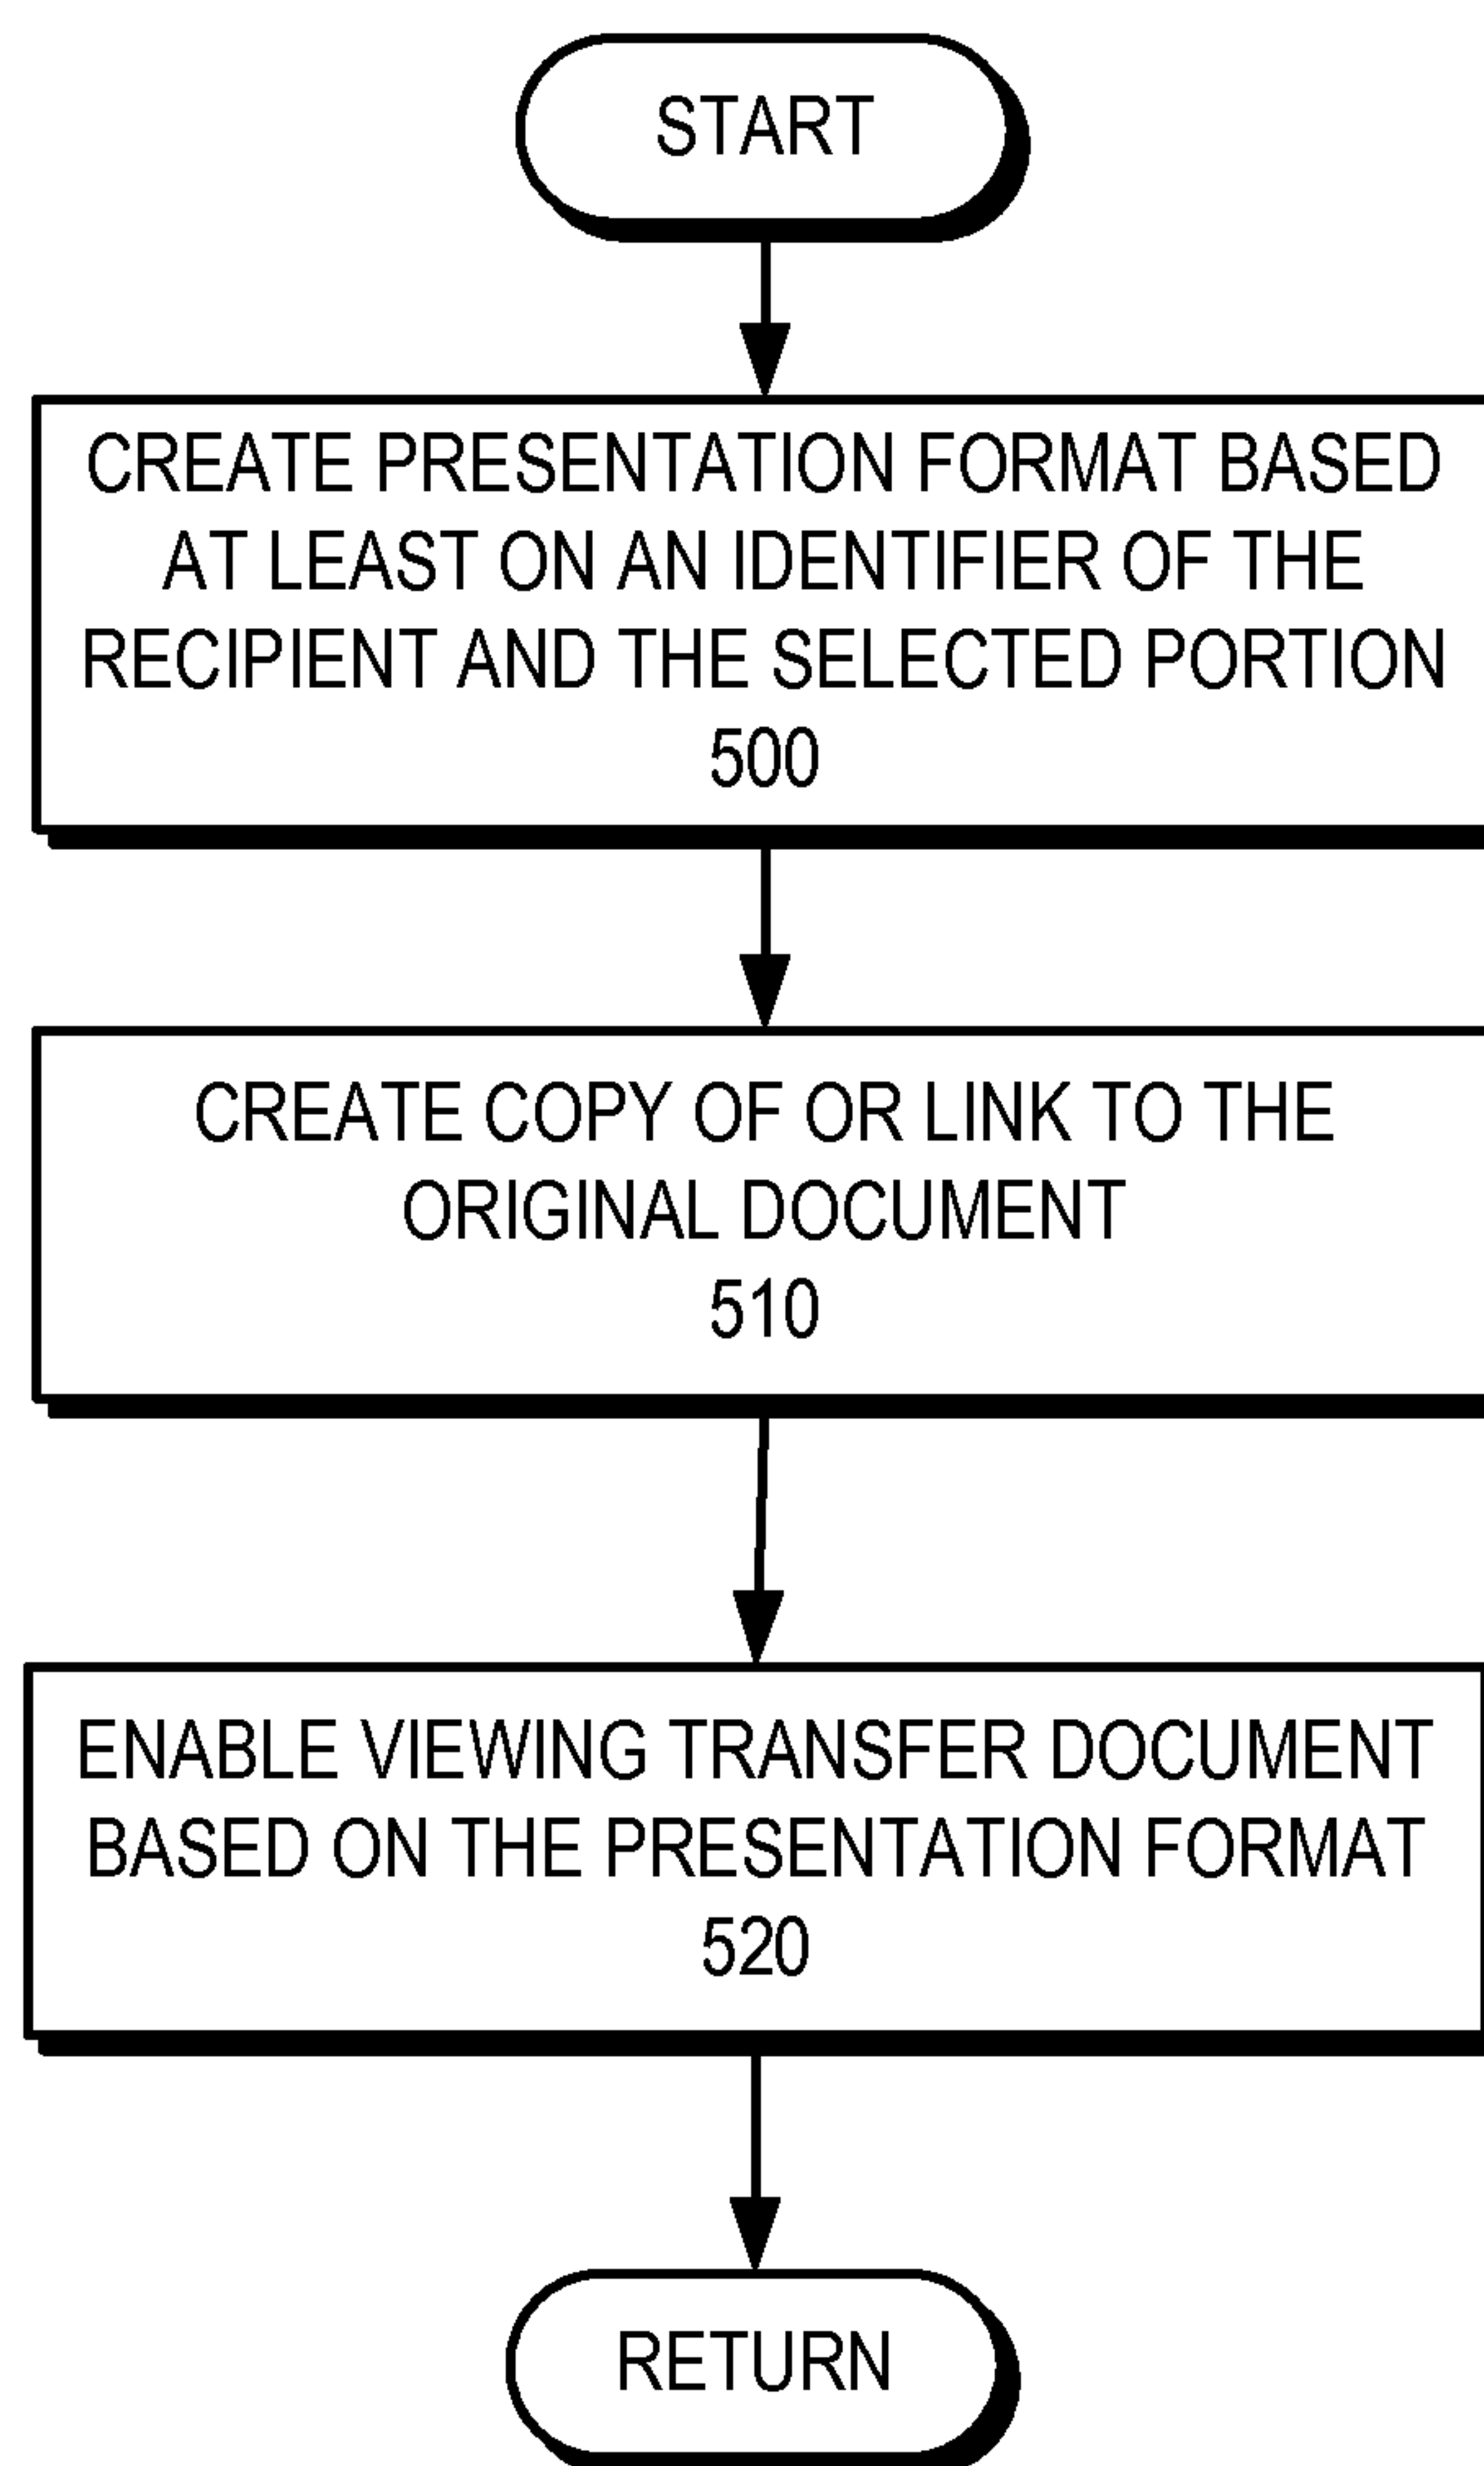 START
CREATE PRESENTATION FORMAT BASED
AT LEAST ON AN IDENTIFIER OF THE
RECIPIENT AND THE SELECTED PORTION
500
CREATE COPY OF OR LINK TO THE
ORIGINAL DOCUMENT
510
ENABLE VIEWING TRANSFER DOCUMENT
BASED ON THE PRESENTATION FORMAT
520
RETURN